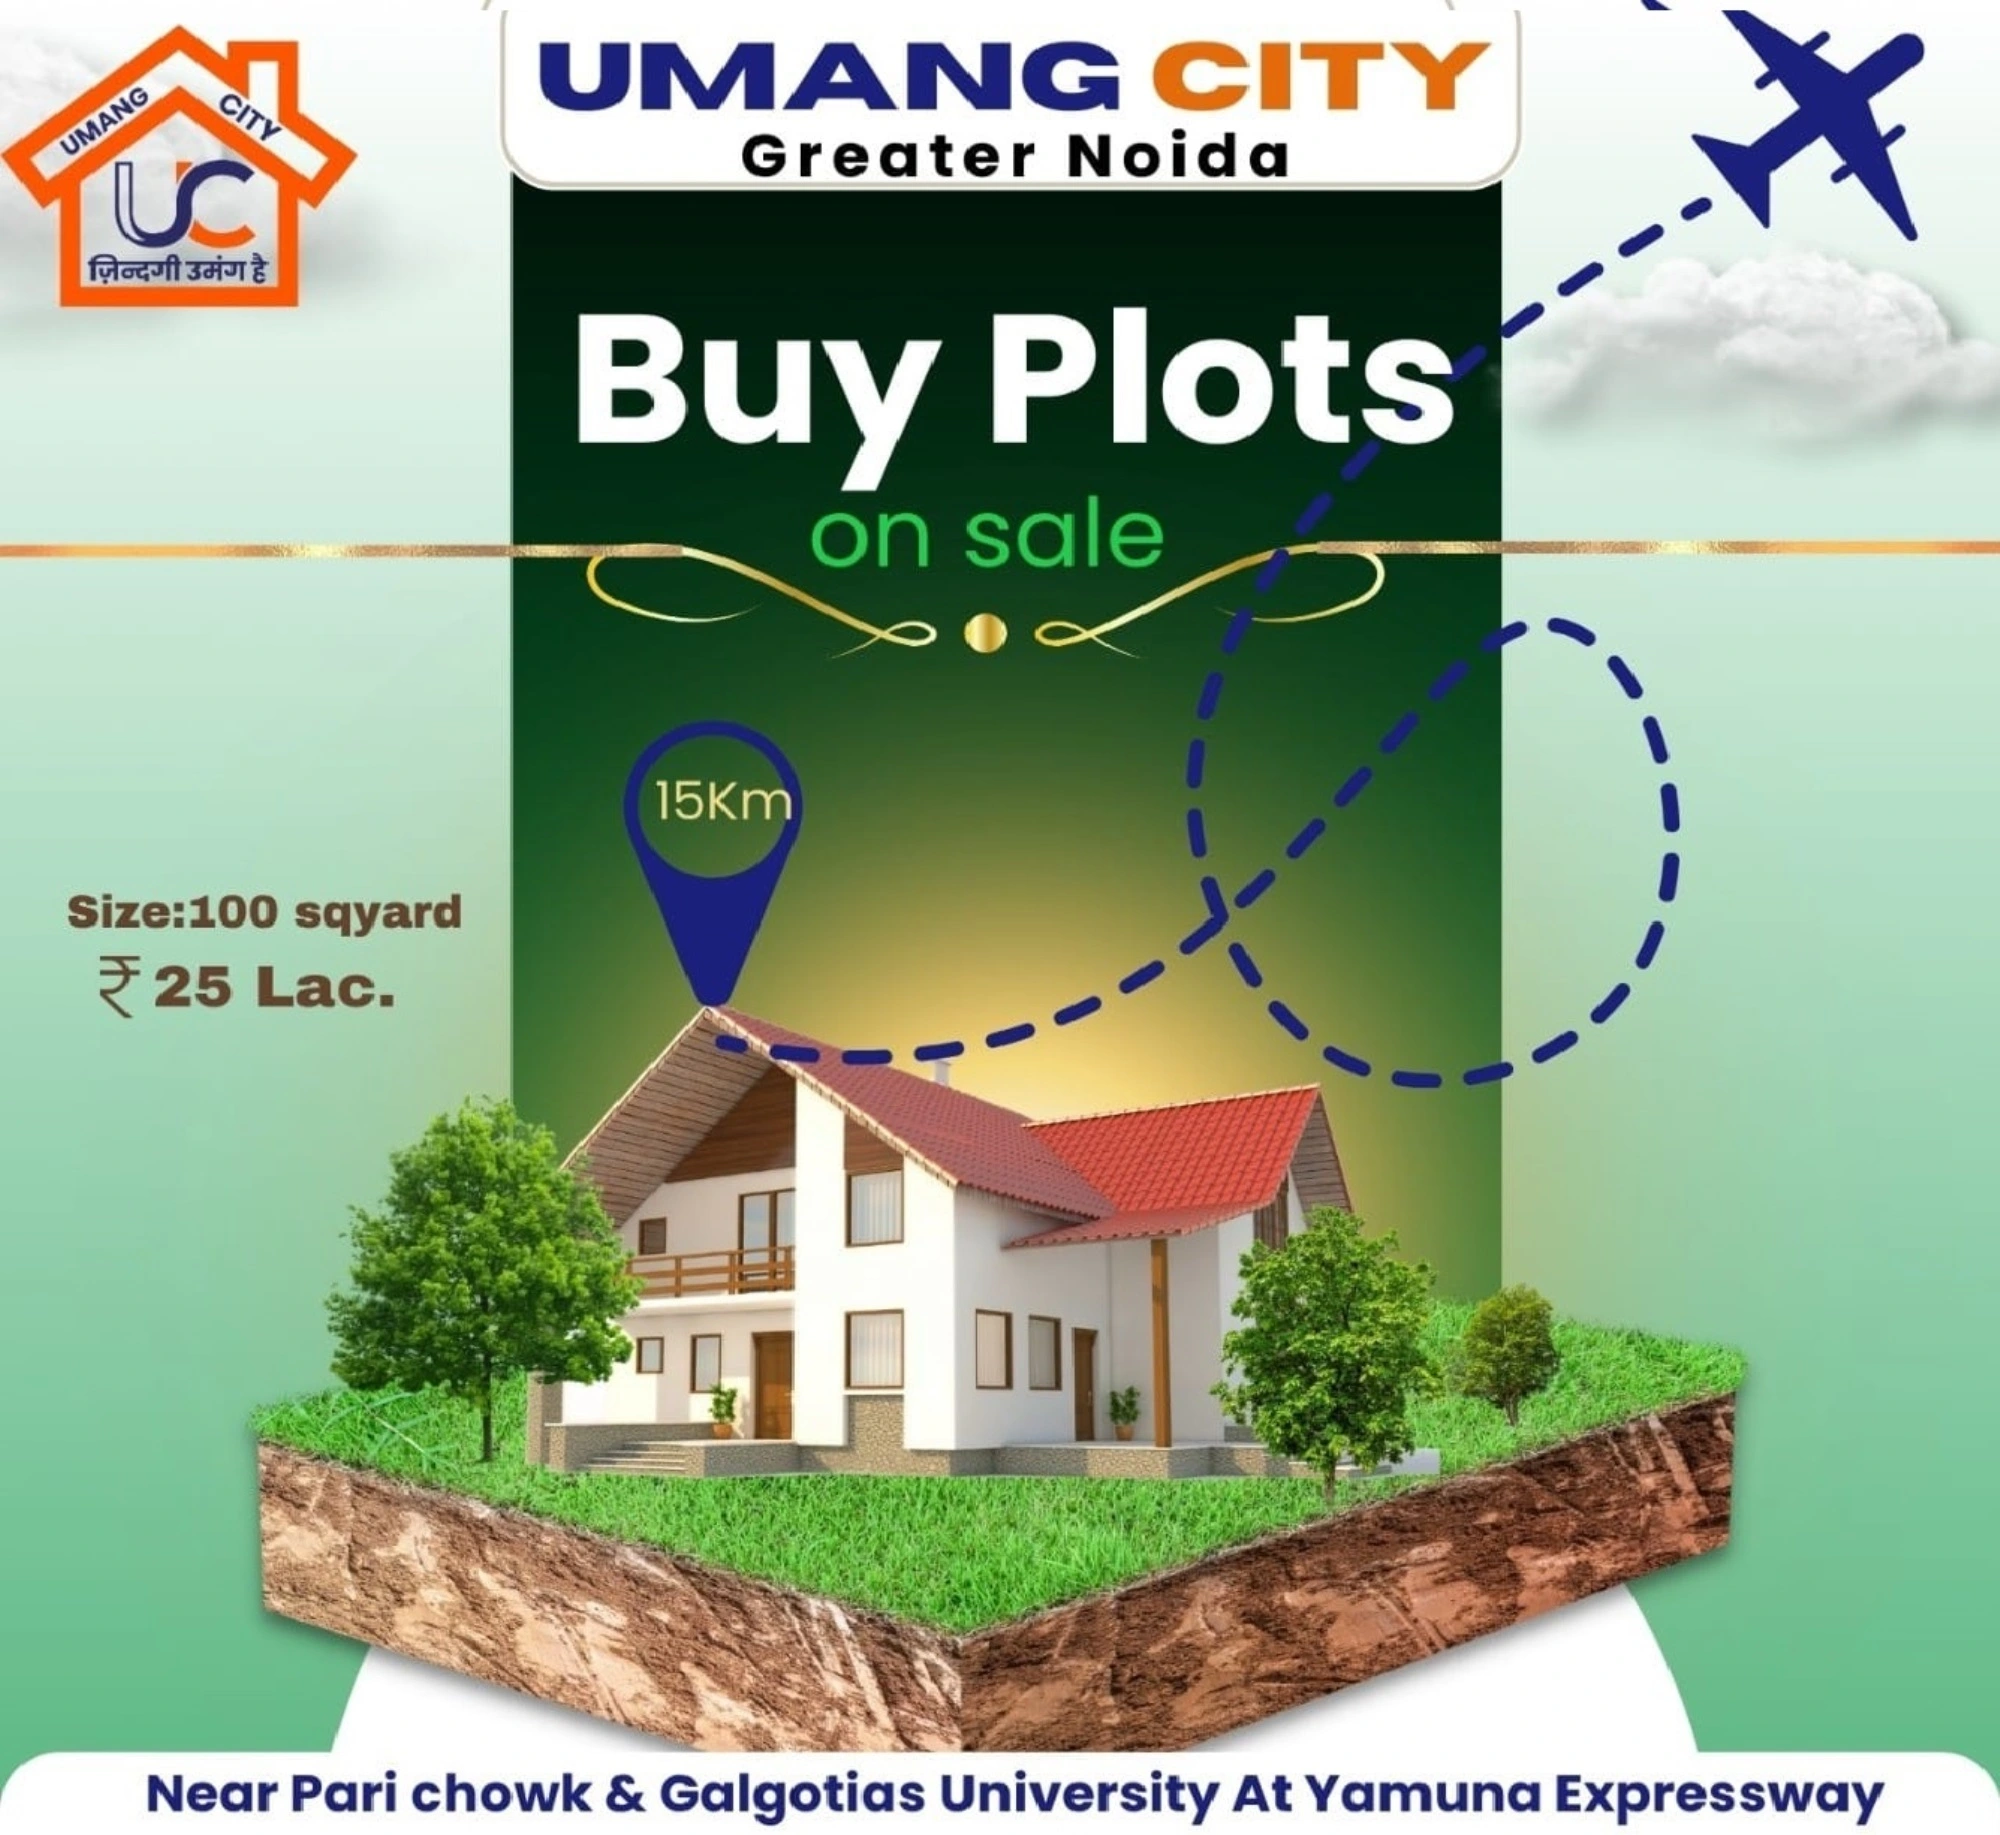 UMANG CITY
UC
ज़िन्दगी उमंग है
UMANG CITY
Greater Noida
Buy Plots
on sale
15Km
Size:100 sqyard
₹ 25 Lac.
Near Pari chowk & Galgotias University At Yamuna Expressway